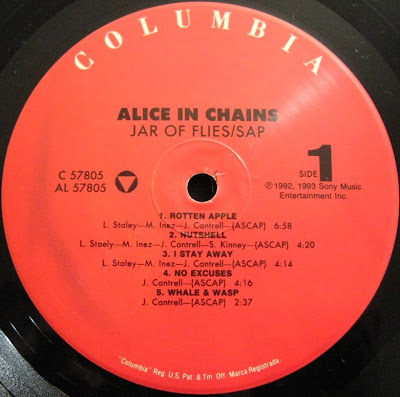 COLUMBIA
ALICE IN CHAINS
JAR OF FLIES/SAP
C 57805
AL 57805
SIDE 1
℗1992, 1993 Sony Music
Entertainment Inc.
1. ROTTEN APPLE
L. Staley—M. Inez—J. Cantrell—(ASCAP) 6:58
2. NUTSHELL
L. Staely—M. Inez—J. Cantrell—S. Kinney—(ASCAP) 4:20
3. I STAY AWAY
L. Staley—M. Inez—J. Cantrell—(ASCAP) 4:14
4. NO EXCUSES
J. Cantrell—(ASCAP) 4:16
5. WHALE & WASP
J. Cantrell—(ASCAP) 2:37
"Columbia" Reg. U.S. Pat. & Tm. Off. Marca Registrada.